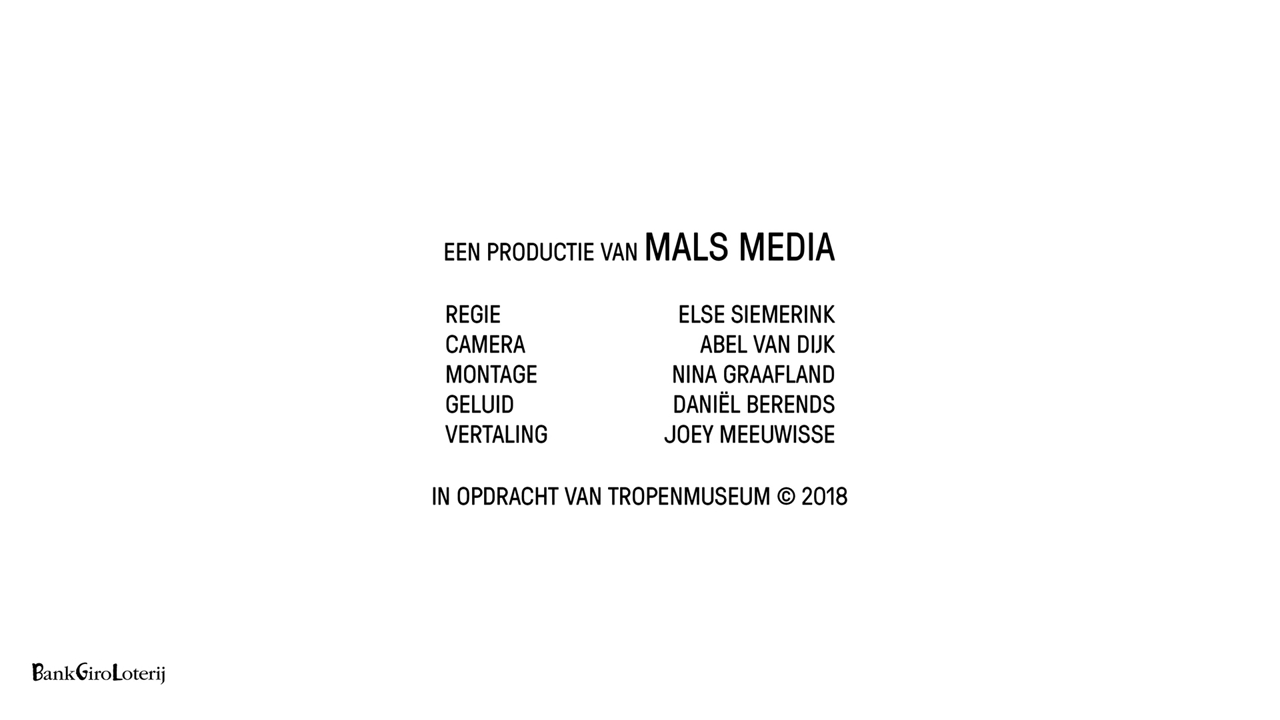 EEN PRODUCTIE VAN MALS MEDIA
REGIE ELSE SIEMERINK
CAMERA ABEL VAN DIJK
MONTAGE NINA GRAAFLAND
GELUID DANIËL BERENDS
VERTALING JOEY MEEUWISSE
IN OPDRACHT VAN TROPENMUSEUM © 2018
BankGiroLoterij